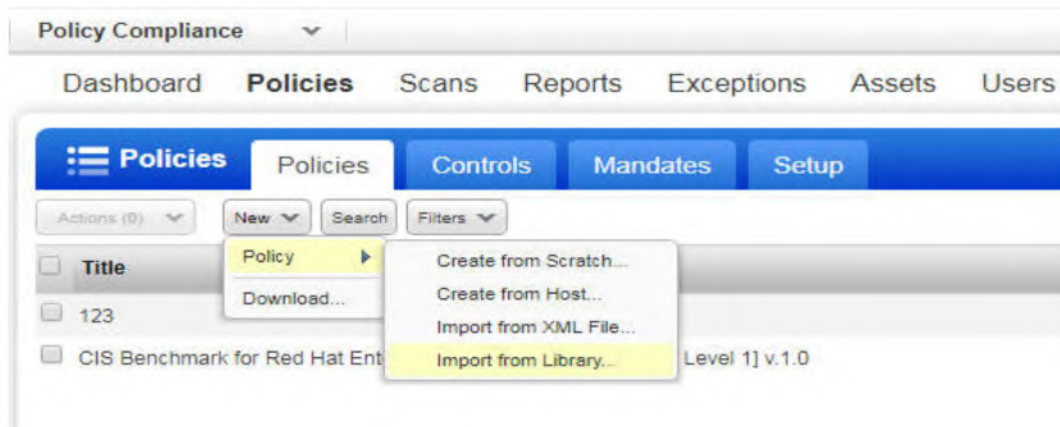 Policy Compliance
Dashboard Policies Scans Reports Exceptions Assets Users
Policies Policies Controls Mandates Setup
Actions (0) New Search Filters
Title
Policy
Download...
Create from Scratch...
Create from Host...
Import from XML File...
Import from Library...
123
CIS Benchmark for Red Hat Ent Level 1] v.1.0